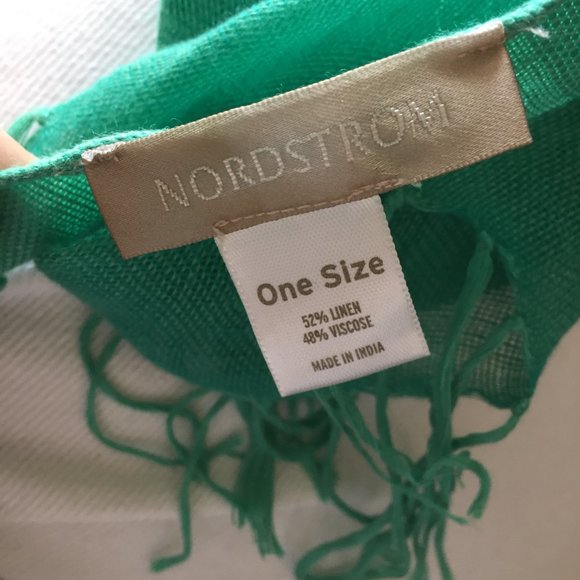 NORDSTROM
One Size
52% LINEN
48% VISCOSE
MADE IN INDIA